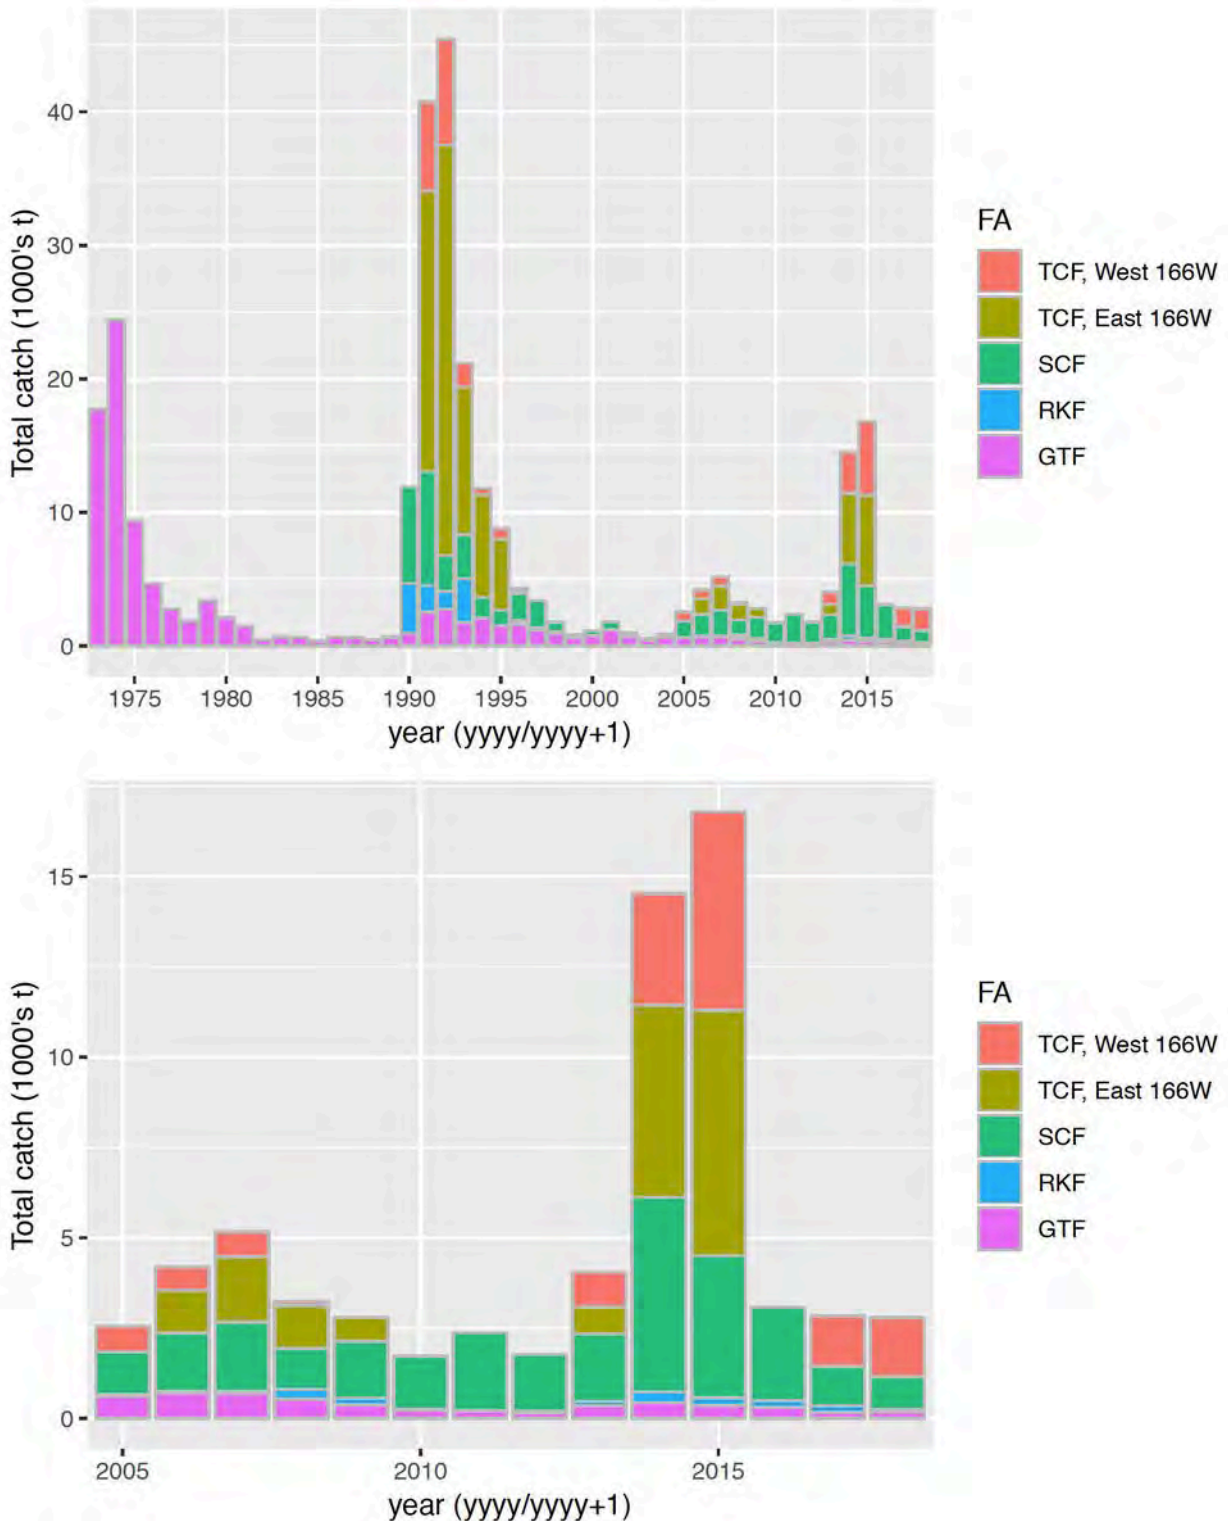 Total catch (1000's t)
40
30
20
10
0
1975 1980 1985 1990 1995 2000 2005 2010 2015
year (yyyy/yyyy+1)
FA
TCF, West 166W
TCF, East 166W
SCF
RKF
GTF
Total catch (1000's t)
15
10
5
0
2005 2010 2015
year (yyyy/yyyy+1)
FA
TCF, West 166W
TCF, East 166W
SCF
RKF
GTF